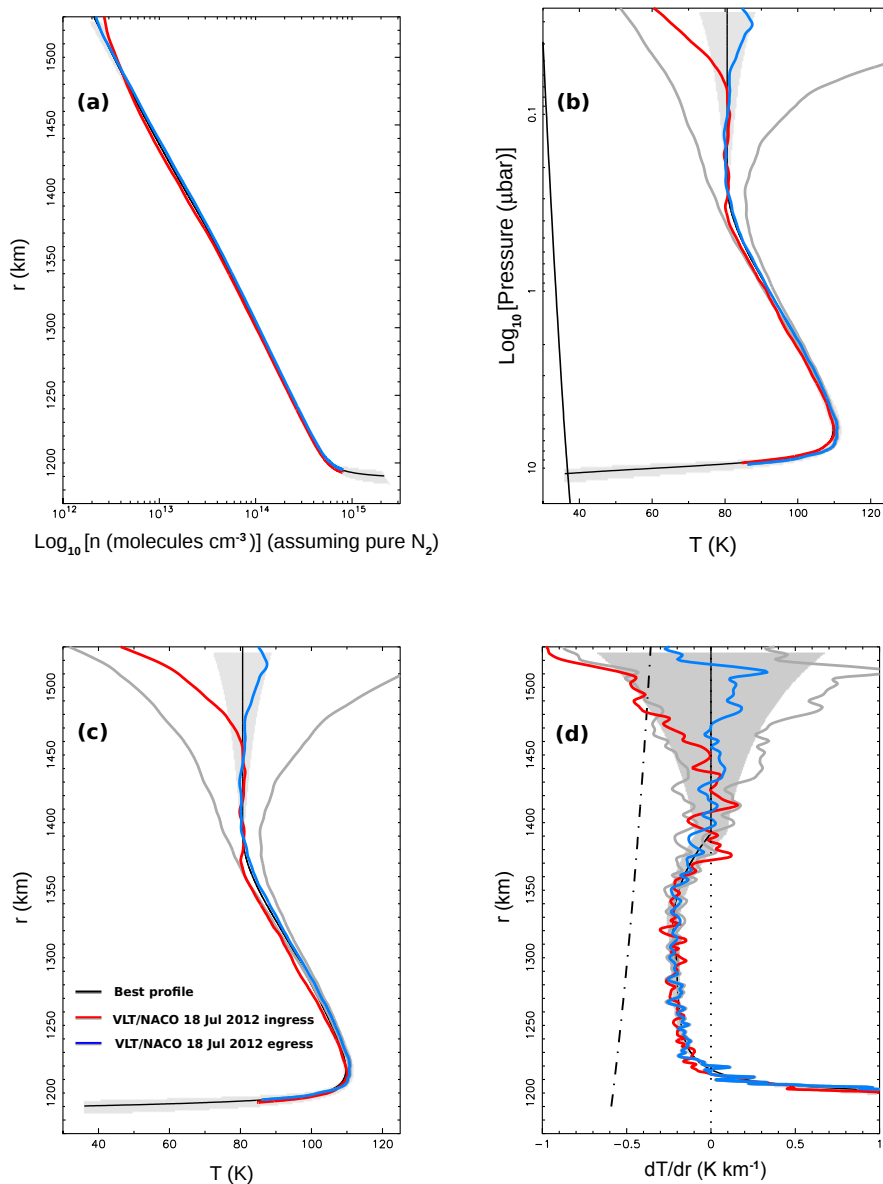 (a)
r (km)
1500
1450
1400
1350
1300
1250
1200
10¹² 10¹³ 10¹⁴ 10¹⁵
Log₁₀ [n (molecules cm⁻³)] (assuming pure N₂)
(b)
Log₁₀ [Pressure (µbar)]
0.1
1
10
40 60 80 100 120
T (K)
(c)
r (km)
1500
1450
1400
1350
1300
1250
1200
Best profile
VLT/NACO 18 Jul 2012 ingress
VLT/NACO 18 Jul 2012 egress
40 60 80 100 120
T (K)
(d)
r (km)
1500
1450
1400
1350
1300
1250
1200
−1 −0.5 0 0.5 1
dT/dr (K km⁻¹)